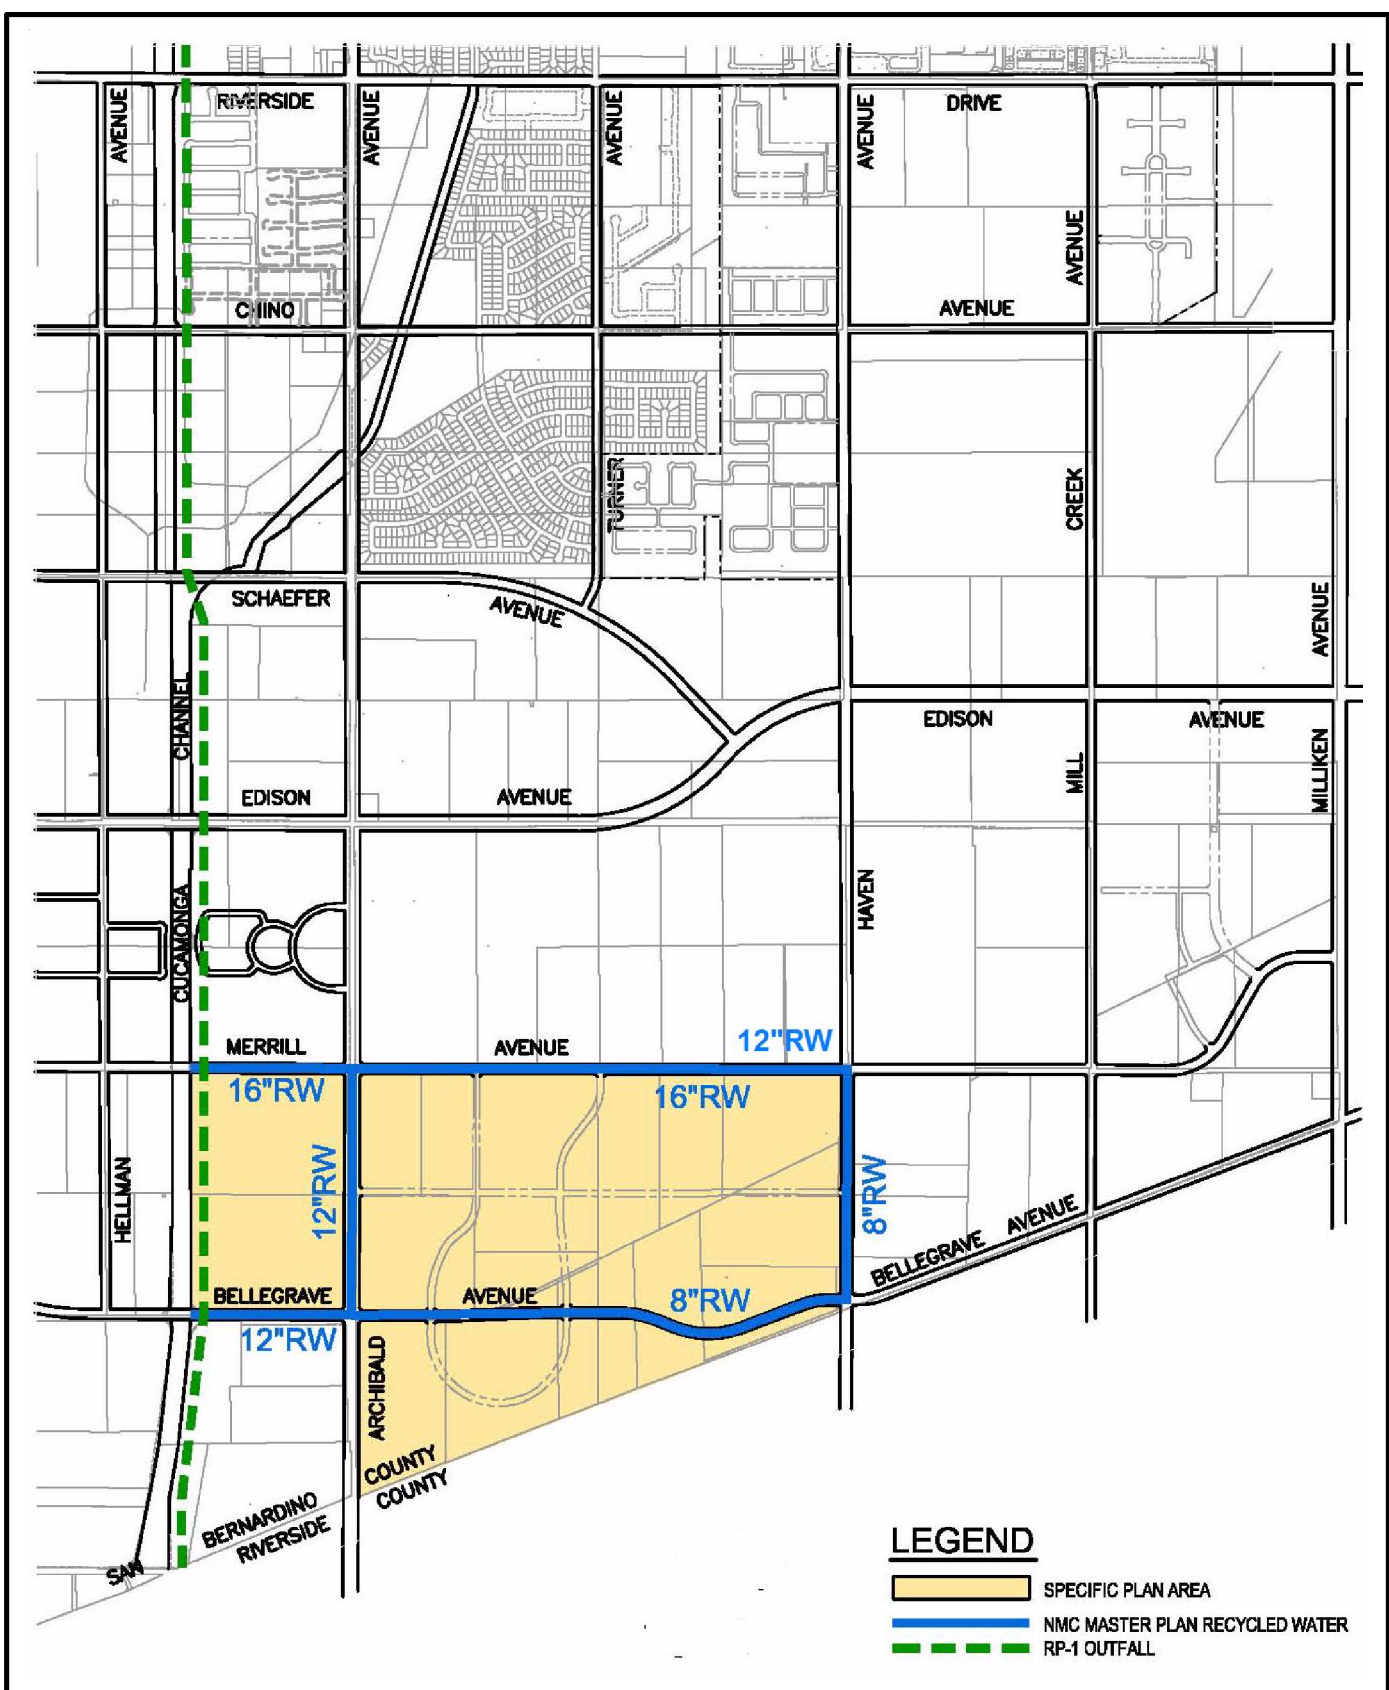 RIVERSIDE
DRIVE
AVENUE
AVENUE
AVENUE
AVENUE
AVENUE
CHINO
AVENUE
TURNER
CREEK
SCHAEFER
AVENUE
AVENUE
CHANNEL
EDISON
AVENUE
MILL
MILLIKEN
EDISON
AVENUE
HAVEN
CUCAMONGA
MERRILL
AVENUE
12"RW
16"RW
16"RW
12"RW
HELLMAN
8"RW
BELLEGRAVE AVENUE
BELLEGRAVE
AVENUE
8"RW
12"RW
ARCHIBALD
COUNTY
COUNTY
SAN
BERNARDINO
RIVERSIDE
LEGEND
SPECIFIC PLAN AREA
NMC MASTER PLAN RECYCLED WATER
RP-1 OUTFALL